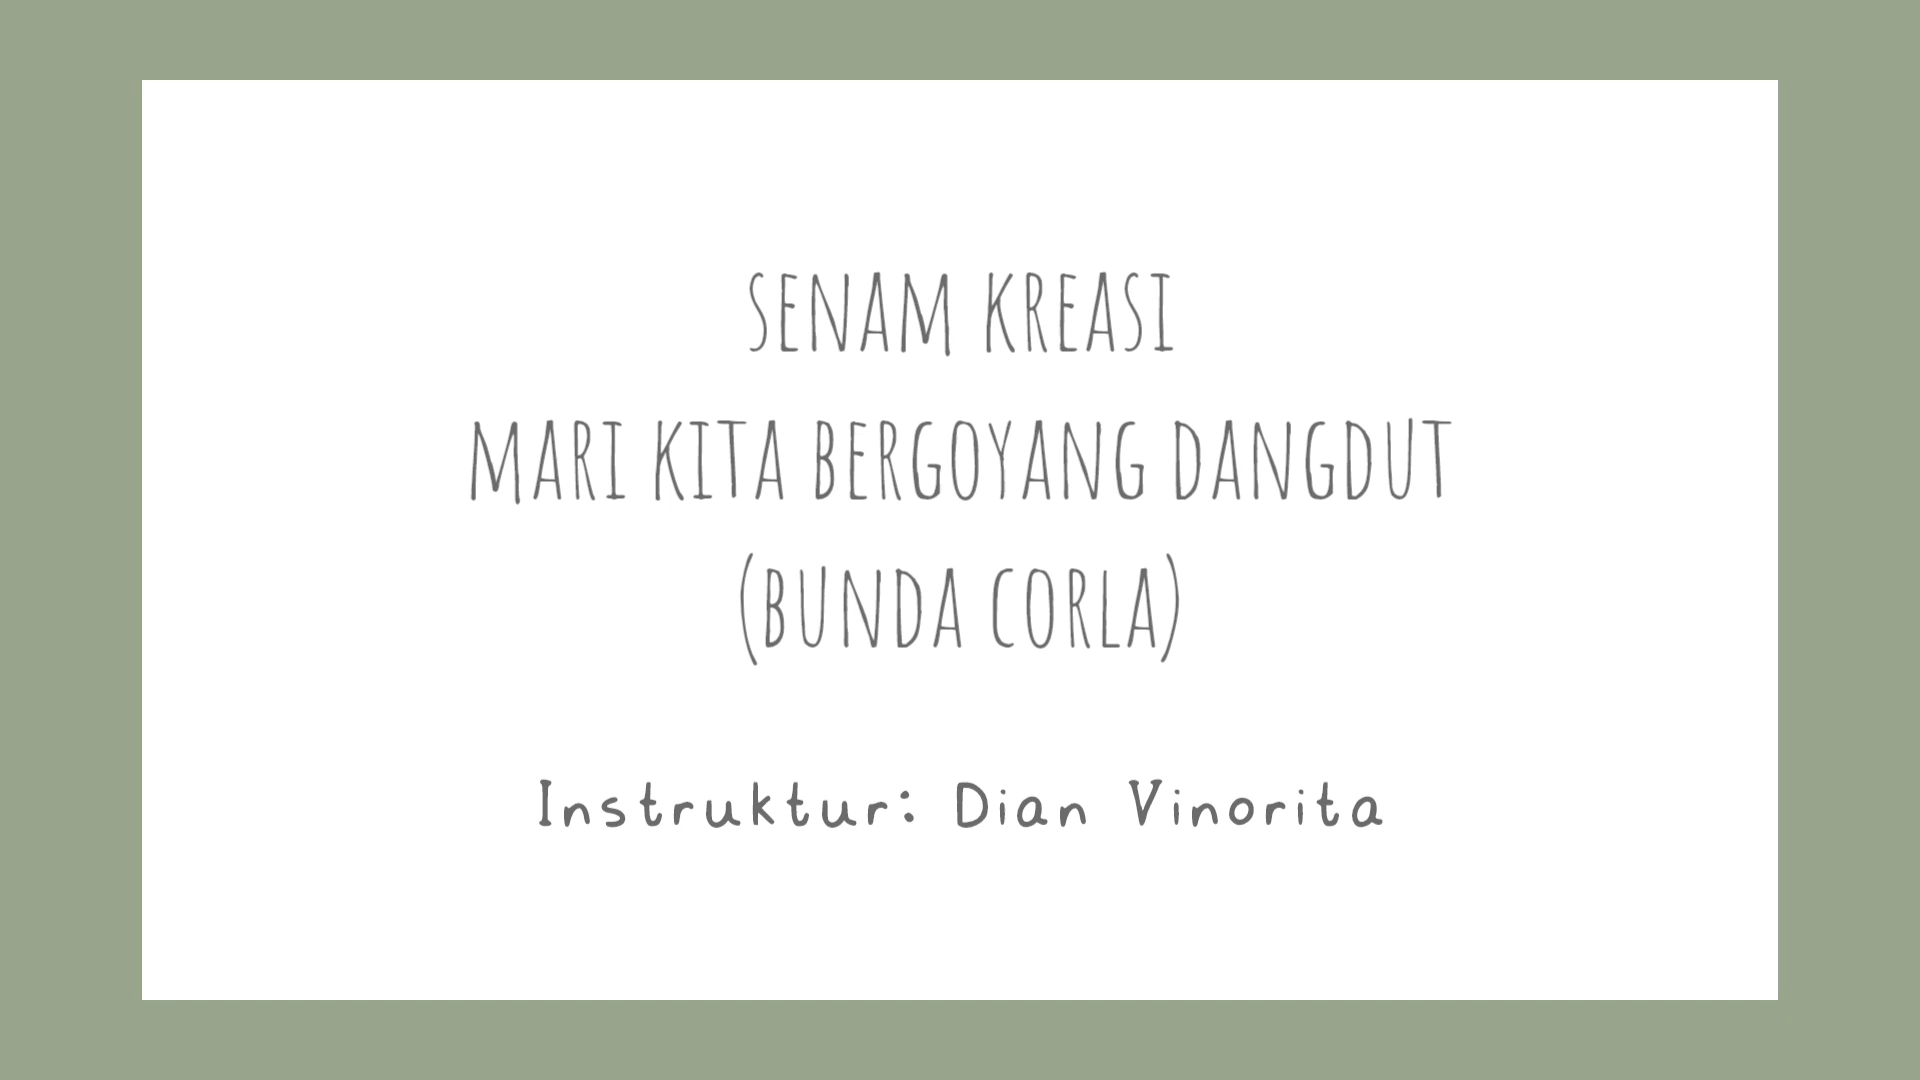 SENAM KREASI
MARI KITA BERGOYANG DANGDUT
(BUNDA CORLA)
Instruktur: Dian Vinorita